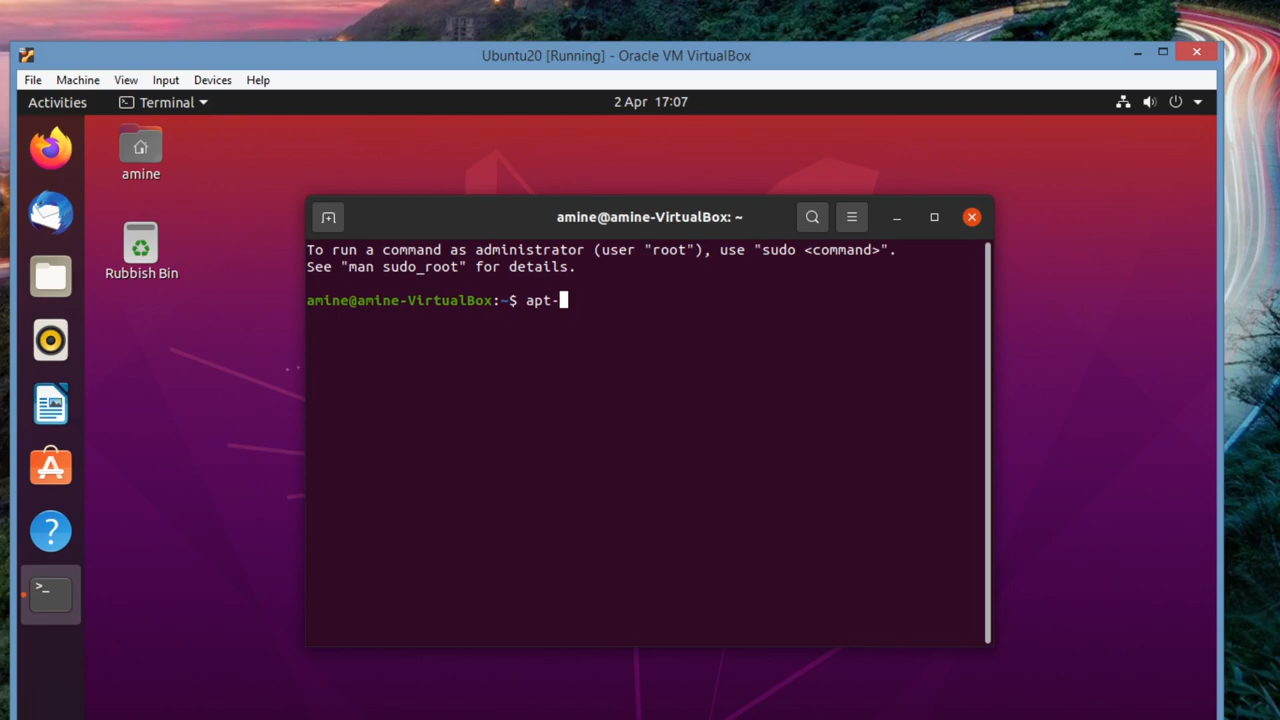 Ubuntu20 [Running] - Oracle VM VirtualBox
File Machine View Input Devices Help
Activities Terminal 2 Apr 17:07
amine
Rubbish Bin
amine@amine-VirtualBox: ~
To run a command as administrator (user "root"), use "sudo <command>".
See "man sudo_root" for details.
amine@amine-VirtualBox:~$ apt-